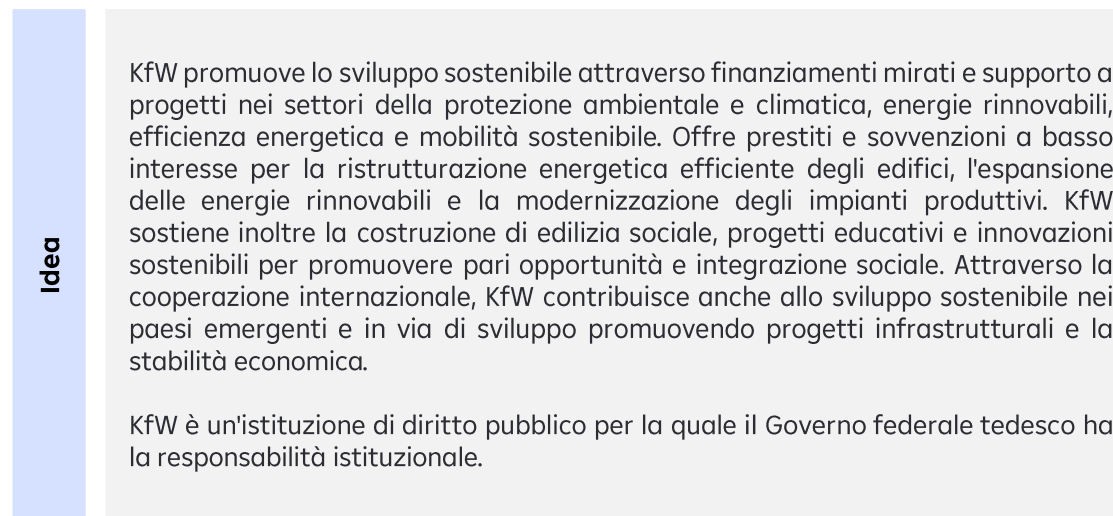 Idea
KfW promuove lo sviluppo sostenibile attraverso finanziamenti mirati e supporto a
progetti nei settori della protezione ambientale e climatica, energie rinnovabili,
efficienza energetica e mobilità sostenibile. Offre prestiti e sovvenzioni a basso
interesse per la ristrutturazione energetica efficiente degli edifici, l'espansione
delle energie rinnovabili e la modernizzazione degli impianti produttivi. KfW
sostiene inoltre la costruzione di edilizia sociale, progetti educativi e innovazioni
sostenibili per promuovere pari opportunità e integrazione sociale. Attraverso la
cooperazione internazionale, KfW contribuisce anche allo sviluppo sostenibile nei
paesi emergenti e in via di sviluppo promuovendo progetti infrastrutturali e la
stabilità economica.
KfW è un'istituzione di diritto pubblico per la quale il Governo federale tedesco ha
la responsabilità istituzionale.